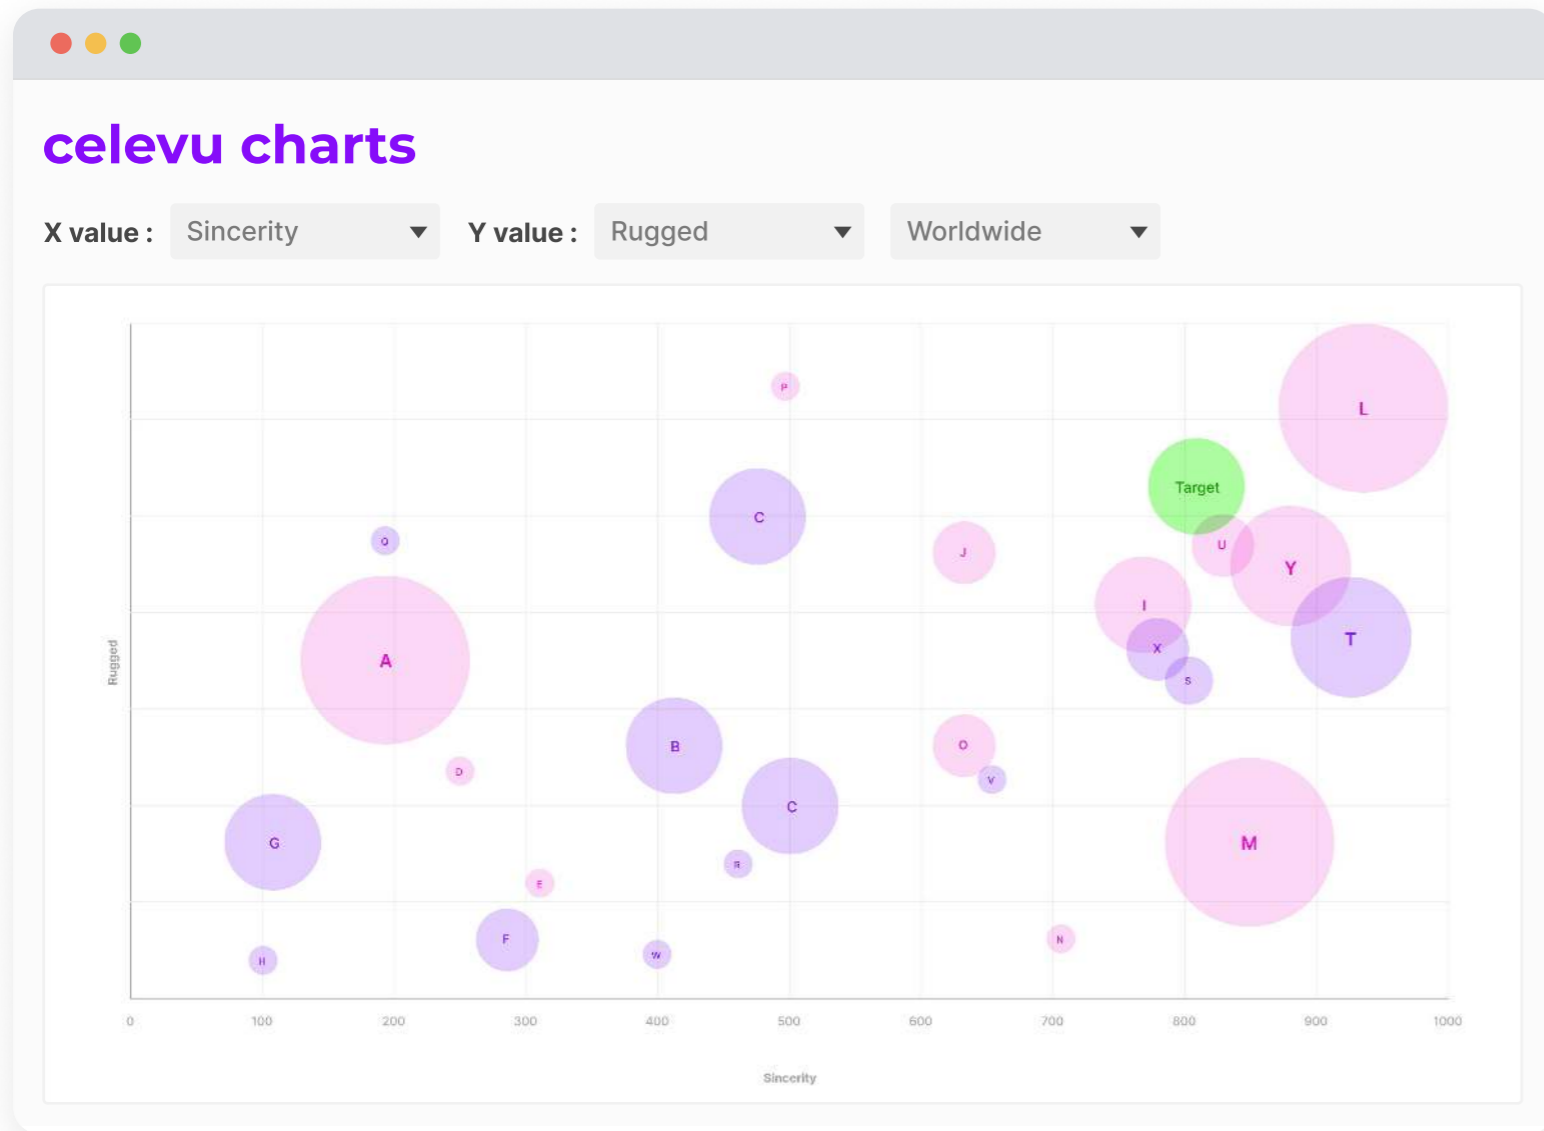 celevu charts
X value : Sincerity Y value : Rugged Worldwide
P
L
Target
C
Q
J
U
Y
I
T
X
S
A
B
O
D
V
C
G
R
E
F
N
W
H
M
Rugged
0 100 200 300 400 500 600 700 800 900 1000
Sincerity